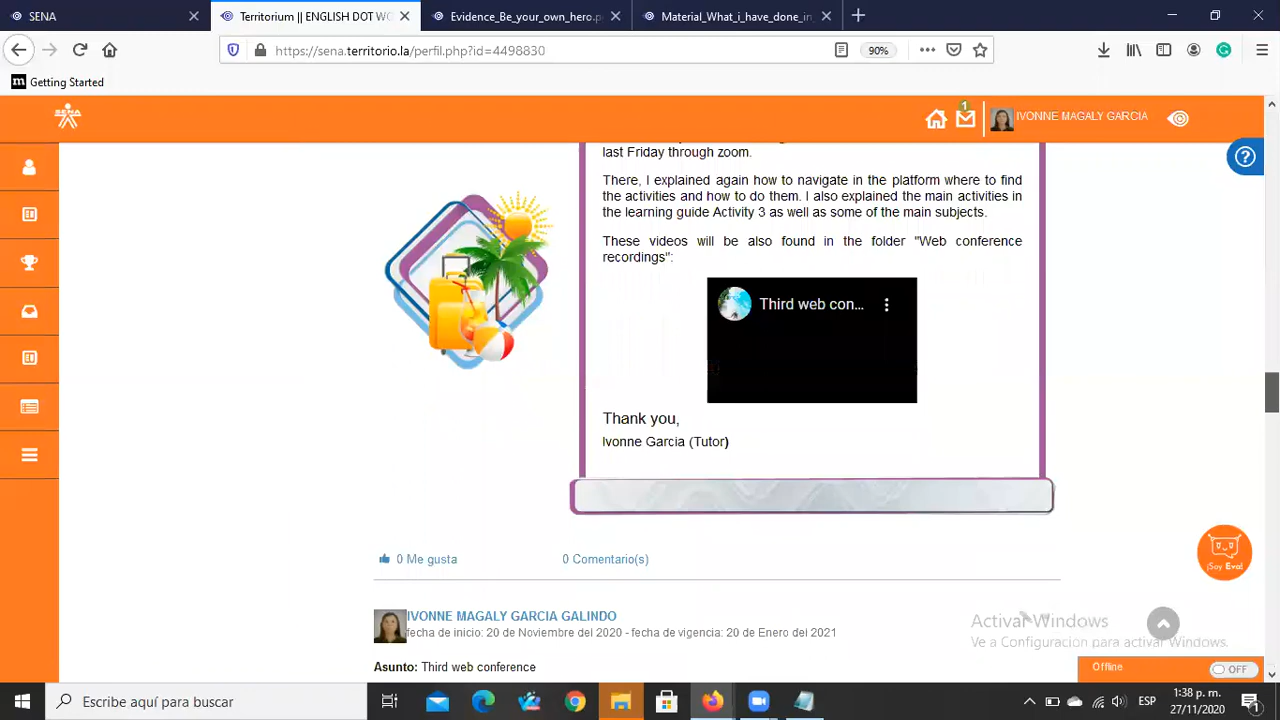 SENA
Territorium || ENGLISH DOT WO
Evidence_Be_your_own_hero.p
Material_What_i_have_done_in
https://sena.territorio.la/perfil.php?id=4498830
90%
Getting Started
SENA
1
IVONNE MAGALY GARCIA
last Friday through zoom.
There, I explained again how to navigate in the platform where to find
the activities and how to do them. I also explained the main activities in
the learning guide Activity 3 as well as some of the main subjects.
These videos will be also found in the folder "Web conference
recordings":
Third web con...
Thank you,
Ivonne Garcia (Tutor)
0 Me gusta
0 Comentario(s)
¡Soy Eva!
IVONNE MAGALY GARCIA GALINDO
fecha de inicio: 20 de Noviembre del 2020 - fecha de vigencia: 20 de Enero del 2021
Activar Windows
Ve a Configuración para activar Windows.
Asunto: Third web conference
Offline
OFF
Escribe aquí para buscar
ESP
1:38 p. m.
27/11/2020
1